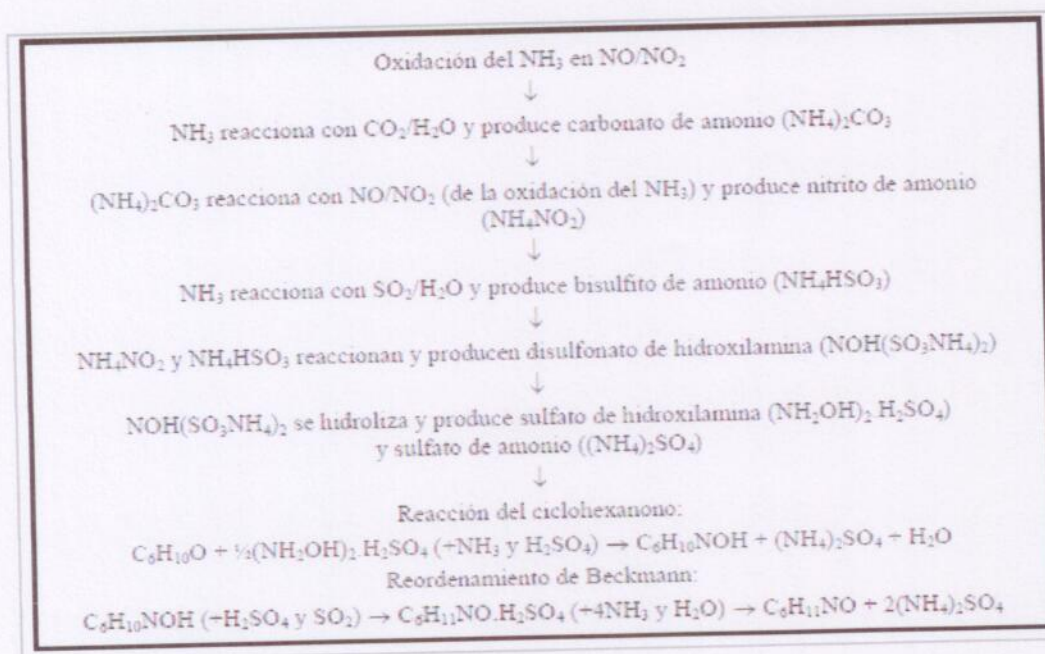 Oxidación del NH₃ en NO/NO₂
↓
NH₃ reacciona con CO₂/H₂O y produce carbonato de amonio (NH₄)₂CO₃
↓
(NH₄)₂CO₃ reacciona con NO/NO₂ (de la oxidación del NH₃) y produce nitrito de amonio
(NH₄NO₂)
↓
NH₃ reacciona con SO₂/H₂O y produce bisulfito de amonio (NH₄HSO₃)
↓
NH₄NO₂ y NH₄HSO₃ reaccionan y producen disulfonato de hidroxilamina (NOH(SO₃NH₄)₂)
↓
NOH(SO₃NH₄)₂ se hidroliza y produce sulfato de hidroxilamina (NH₂OH)₂.H₂SO₄)
y sulfato de amonio ((NH₄)₂SO₄)
↓
Reacción del ciclohexanono:
C₆H₁₀O + ½(NH₂OH)₂.H₂SO₄ (+NH₃ y H₂SO₄) → C₆H₁₀NOH + (NH₄)₂SO₄ + H₂O
Reordenamiento de Beckmann:
C₆H₁₀NOH (+H₂SO₄ y SO₂) → C₆H₁₁NO.H₂SO₄ (+4NH₃ y H₂O) → C₆H₁₁NO + 2(NH₄)₂SO₄